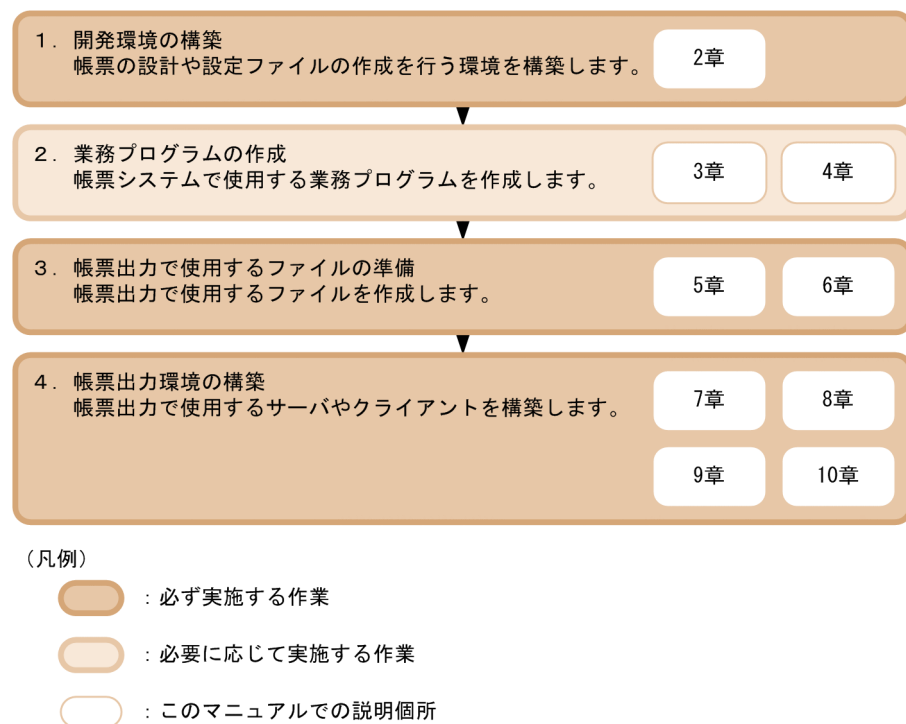 1. 開発環境の構築
帳票の設計や設定ファイルの作成を行う環境を構築します。
2章
2. 業務プログラムの作成
帳票システムで使用する業務プログラムを作成します。
3章 4章
3. 帳票出力で使用するファイルの準備
帳票出力で使用するファイルを作成します。
5章 6章
4. 帳票出力環境の構築
帳票出力で使用するサーバやクライアントを構築します。
7章 8章
9章 10章
(凡例)
:必ず実施する作業
:必要に応じて実施する作業
:このマニュアルでの説明個所